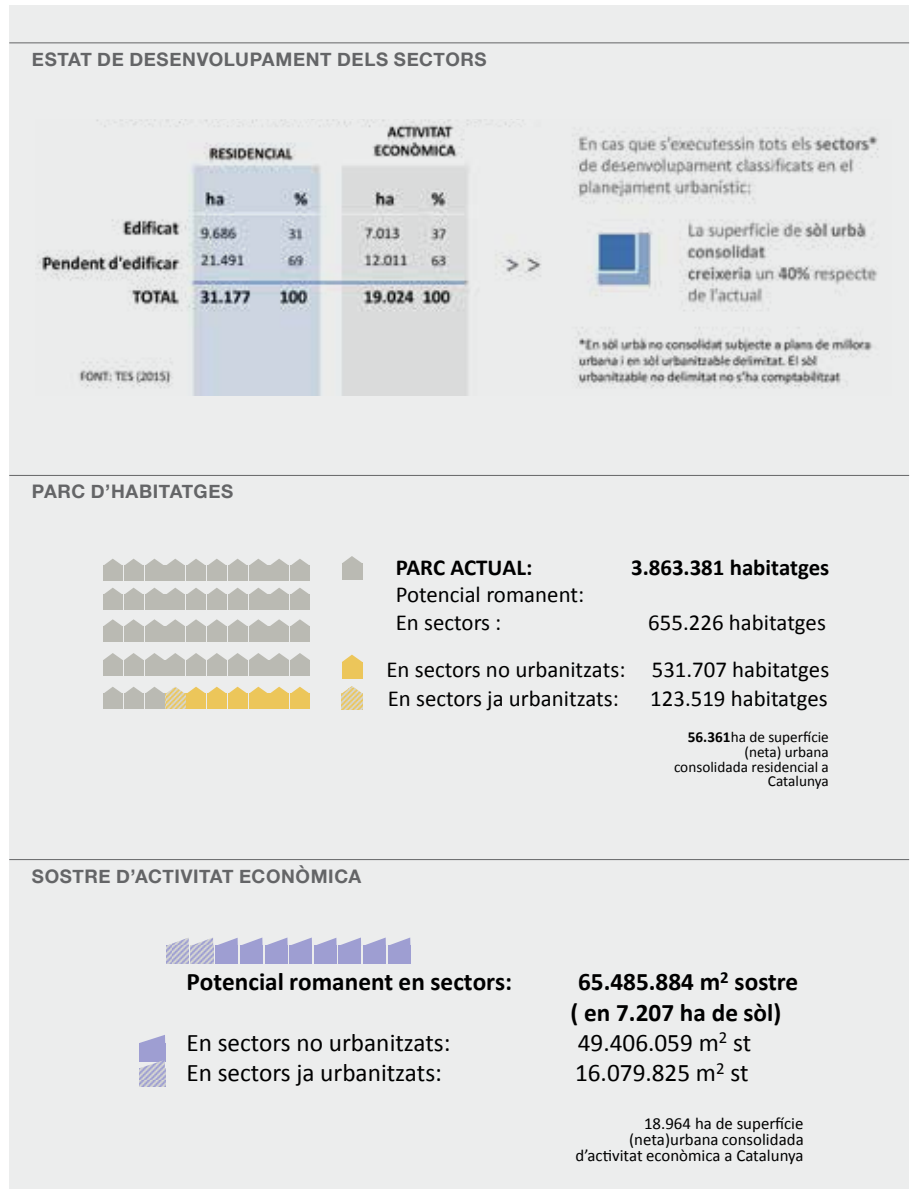 ESTAT DE DESENVOLUPAMENT DELS SECTORS
RESIDENCIAL
ACTIVITAT
ECONÒMICA
ha % ha %
Edificat 9.686 31 7.013 37
Pendent d'edificar 21.491 69 12.011 63
TOTAL 31.177 100 19.024 100
FONT: TES (2015)
> >
En cas que s'executessin tots els sectors*
de desenvolupament classificats en el
planejament urbanístic:
La superfície de sòl urbà
consolidat
creixeria un 40% respecte
de l'actual
*En sòl urbà no consolidat subjecte a plans de millora
urbana i en sòl urbanitzable delimitat. El sòl
urbanitzable no delimitat no s'ha comptabilitzat
PARC D'HABITATGES
PARC ACTUAL: 3.863.381 habitatges
Potencial romanent:
En sectors : 655.226 habitatges
En sectors no urbanitzats: 531.707 habitatges
En sectors ja urbanitzats: 123.519 habitatges
56.361ha de superfície
(neta) urbana
consolidada residencial a
Catalunya
SOSTRE D'ACTIVITAT ECONÒMICA
Potencial romanent en sectors: 65.485.884 m² sostre
( en 7.207 ha de sòl)
En sectors no urbanitzats: 49.406.059 m² st
En sectors ja urbanitzats: 16.079.825 m² st
18.964 ha de superfície
(neta)urbana consolidada
d'activitat econòmica a Catalunya